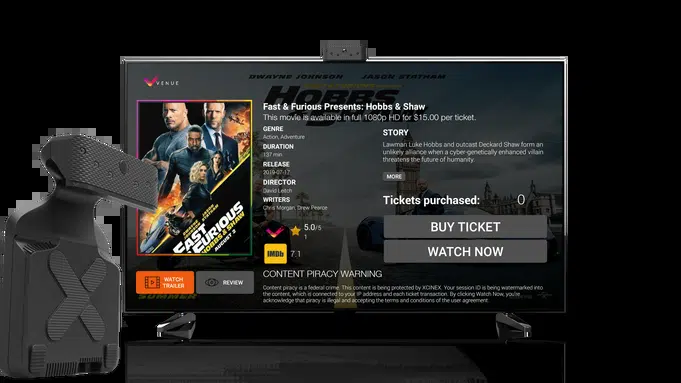 VENUE
DWAYNE JOHNSON JASON STATHAM
HOBBS
Fast & Furious Presents: Hobbs & Shaw
This movie is available in full 1080p HD for $15.00 per ticket.
GENRE
Action, Adventure
DURATION
137 min
RELEASE
2019-07-17
DIRECTOR
David Leitch
WRITERS
Chris Morgan, Drew Pearce
5.0/5
1
IMDb
7.1
STORY
Lawman Luke Hobbs and outcast Deckard Shaw form an
unlikely alliance when a cyber-genetically enhanced villain
threatens the future of humanity.
MORE
Tickets purchased: 0
BUY TICKET
WATCH NOW
FAST
FURIOUS
HOBBS & SHAW
AUGUST 2
WATCH
TRAILER
REVIEW
SUMMER
CONTENT PIRACY WARNING
Content piracy is a federal crime. This content is being protected by XCINEX. Your session ID is being watermarked into
the content, which is connected to your IP address and each ticket transaction. By clicking Watch Now, you're
acknowledge that piracy is illegal and accepting the terms and conditions of the user agreement.